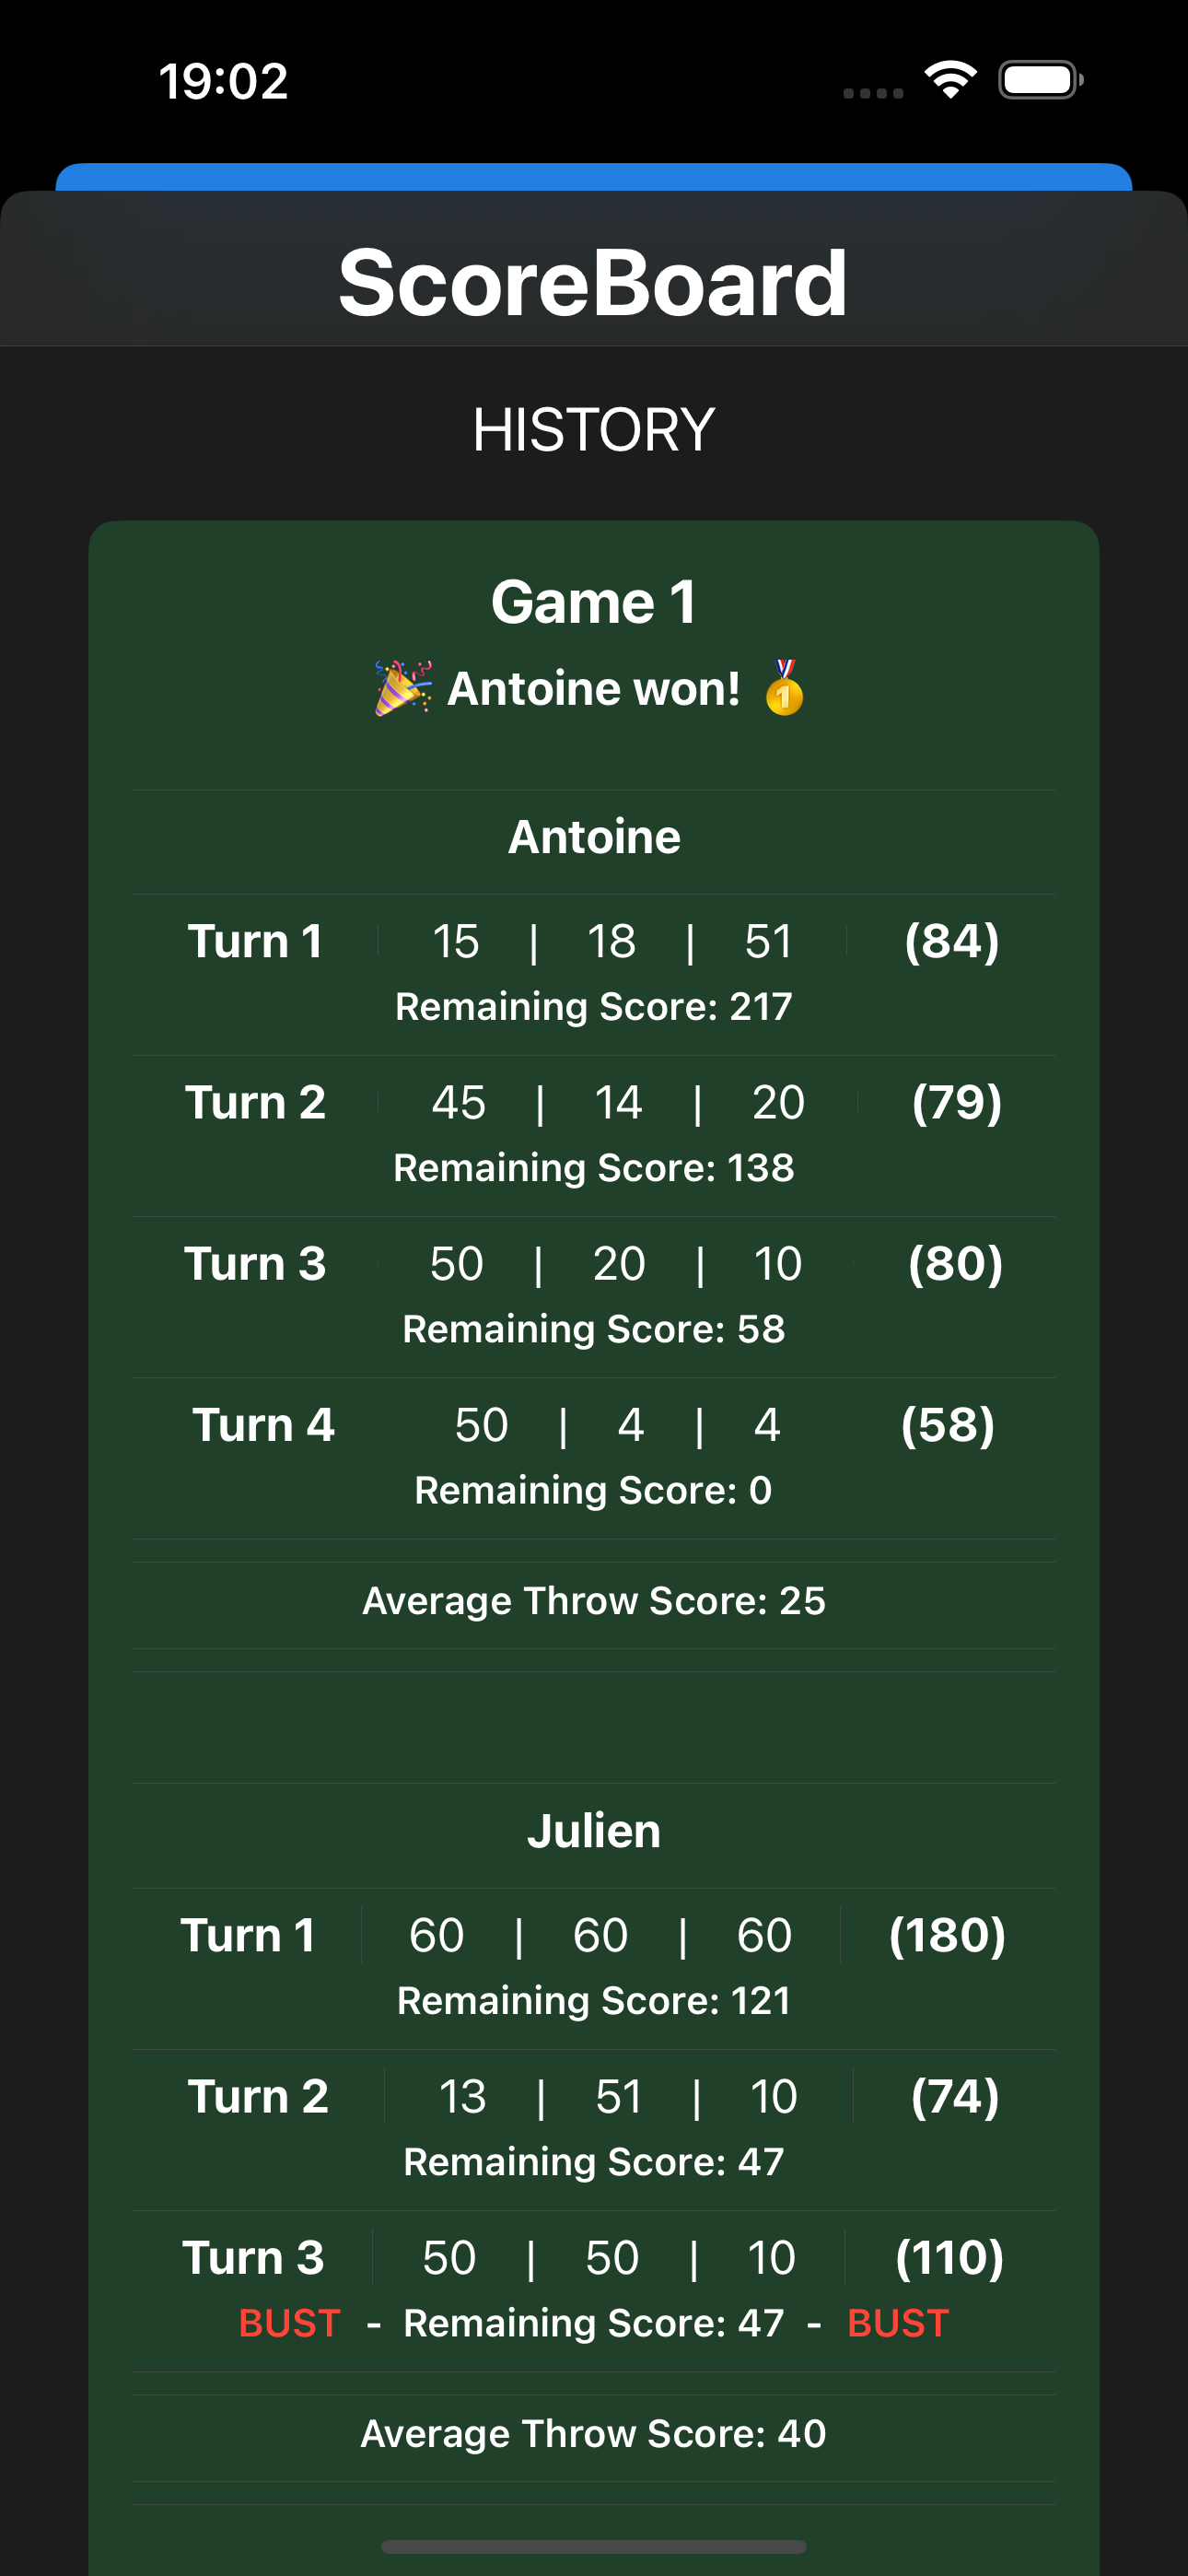 19:02
ScoreBoard
HISTORY
Game 1
🎉 Antoine won! 🥇
Antoine
Turn 1 15 | 18 | 51 (84)
Remaining Score: 217
Turn 2 45 | 14 | 20 (79)
Remaining Score: 138
Turn 3 50 | 20 | 10 (80)
Remaining Score: 58
Turn 4 50 | 4 | 4 (58)
Remaining Score: 0
Average Throw Score: 25
Julien
Turn 1 60 | 60 | 60 (180)
Remaining Score: 121
Turn 2 13 | 51 | 10 (74)
Remaining Score: 47
Turn 3 50 | 50 | 10 (110)
BUST - Remaining Score: 47 - BUST
Average Throw Score: 40